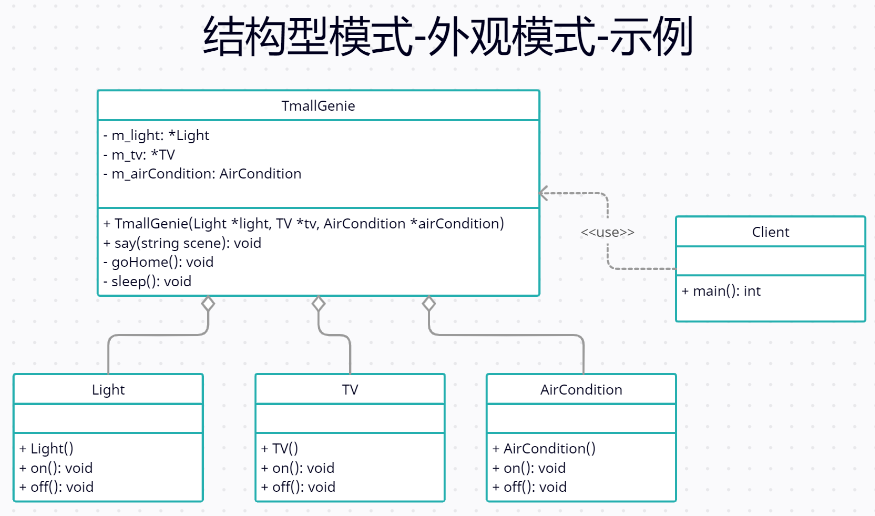 结构型模式-外观模式-示例
TmallGenie
- m_light: *Light
- m_tv: *TV
- m_airCondition: AirCondition
+ TmallGenie(Light *light, TV *tv, AirCondition *airCondition)
+ say(string scene): void
- goHome(): void
- sleep(): void
<<use>>
Client
+ main(): int
Light
+ Light()
+ on(): void
+ off(): void
TV
+ TV()
+ on(): void
+ off(): void
AirCondition
+ AirCondition()
+ on(): void
+ off(): void